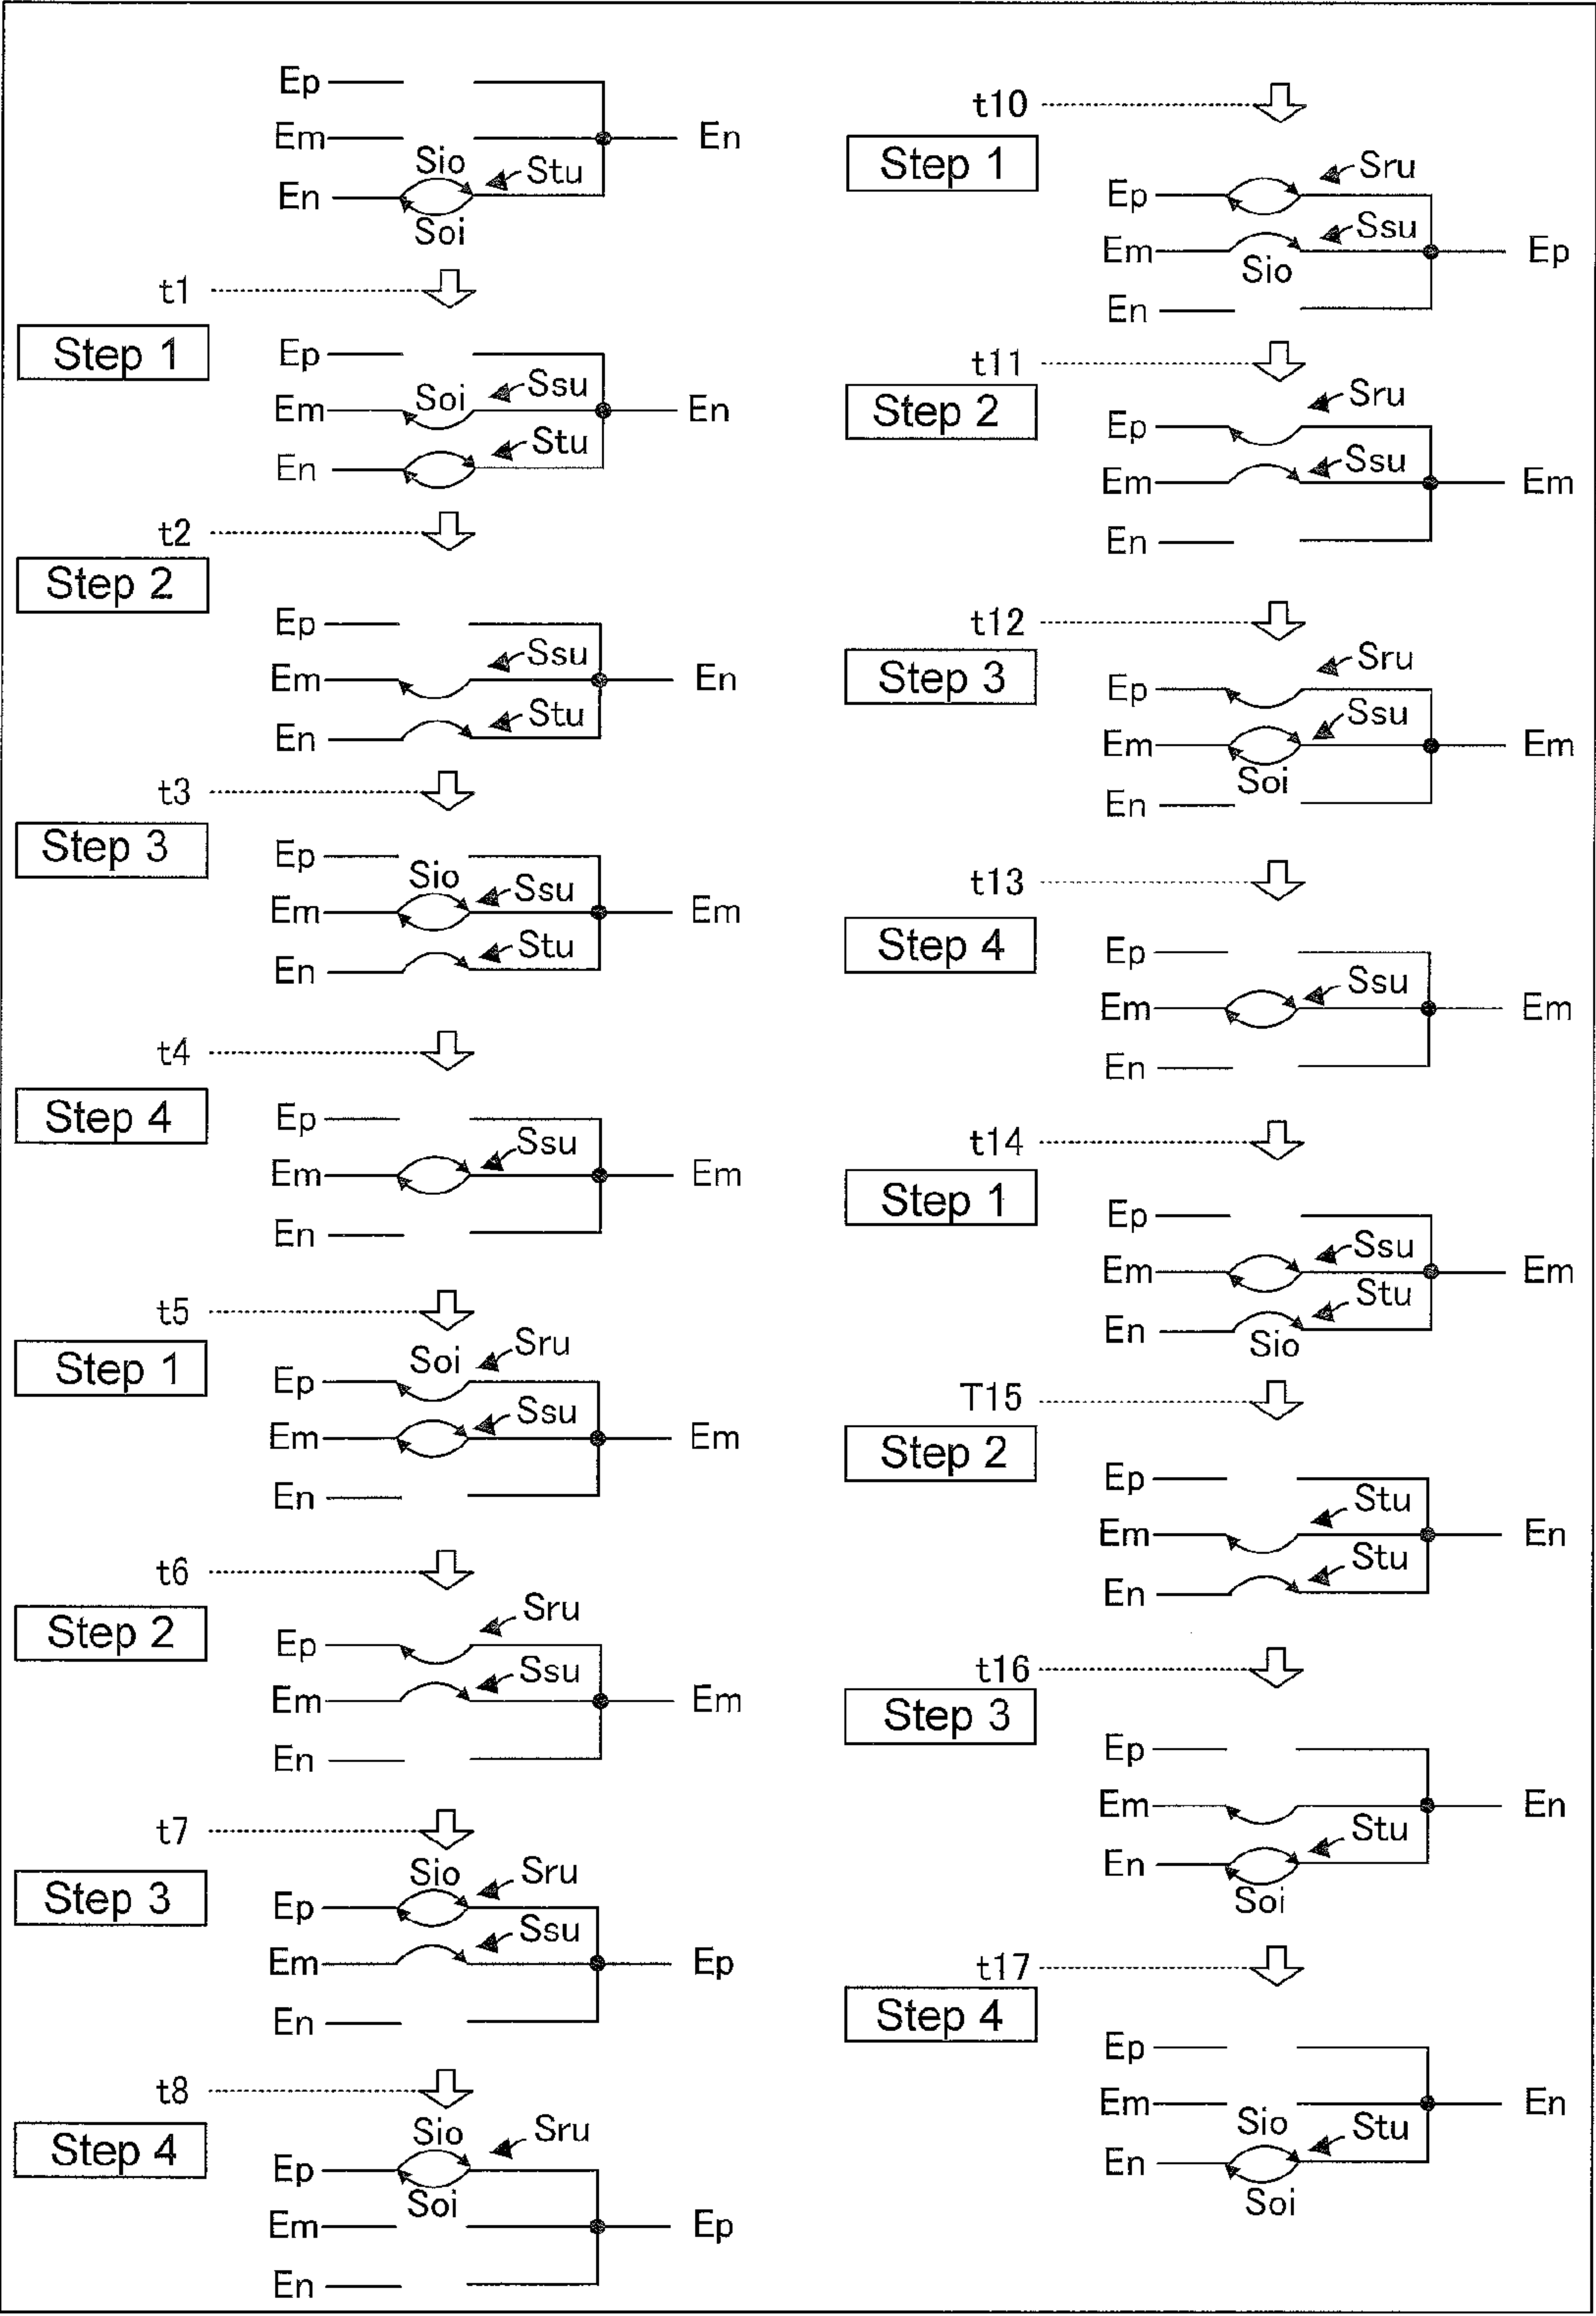 Ep
Em En
Sio Stu
En
Soi
t1
Step 1
Ep
Soi Ssu
Em En
Stu
En
t2
Step 2
Ep
Ssu
Em En
Stu
En
t3
Step 3
Ep
Sio Ssu
Em Em
Stu
En
t4
Step 4
Ep
Ssu
Em Em
En
t5
Step 1
Soi Sru
Ep
Ssu
Em Em
En
t6
Step 2
Sru
Ep
Ssu
Em Em
En
t7
Step 3
Sio Sru
Ep
Ssu
Em Ep
En
t8
Step 4
Sio Sru
Ep
Soi
Em Ep
En
t10
Step 1
Sru
Ep
Ssu
Em Ep
Sio
En
t11
Step 2
Sru
Ep
Ssu
Em Em
En
t12
Step 3
Sru
Ep
Ssu
Em Em
Soi
En
t13
Step 4
Ep
Ssu
Em Em
En
t14
Step 1
Ep
Ssu
Em Em
Stu
En
Sio
T15
Step 2
Ep
Stu
Em En
Stu
En
t16
Step 3
Ep
Em En
Stu
En
Soi
t17
Step 4
Ep
Em En
Sio Stu
En
Soi